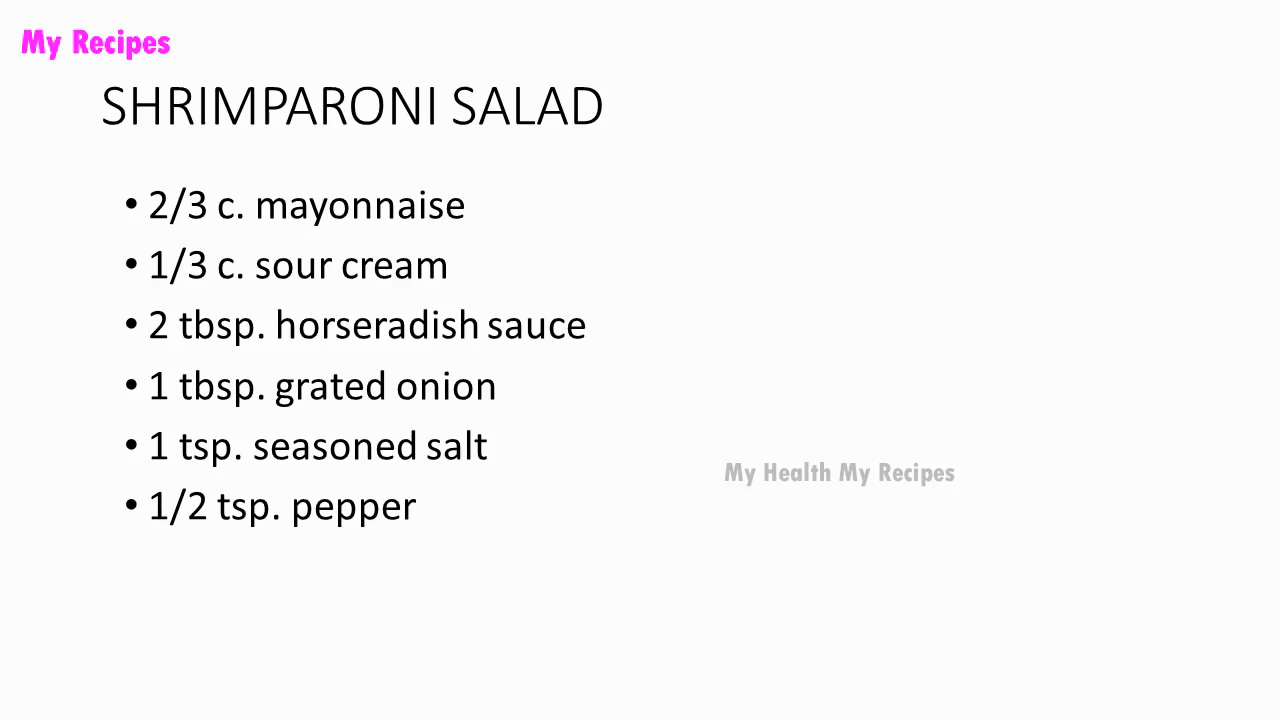 My Recipes
SHRIMPARONI SALAD
• 2/3 c. mayonnaise
• 1/3 c. sour cream
• 2 tbsp. horseradish sauce
• 1 tbsp. grated onion
• 1 tsp. seasoned salt
• 1/2 tsp. pepper
My Health My Recipes